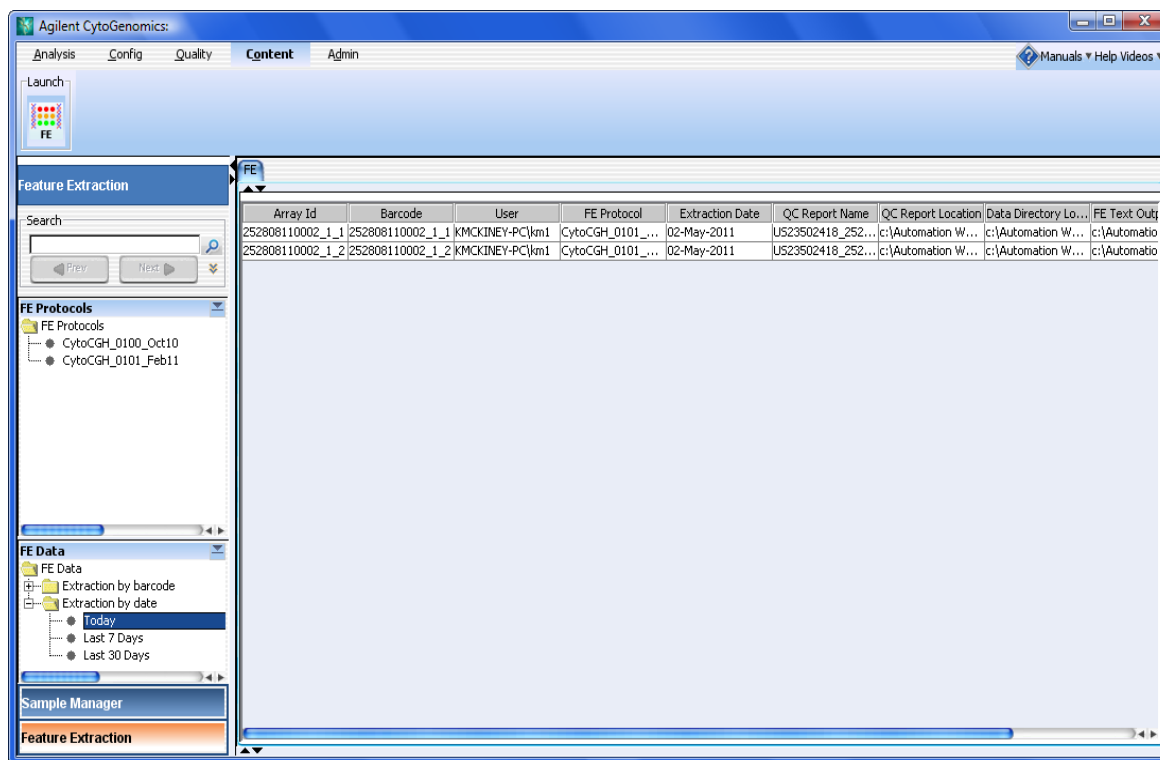 Agilent CytoGenomics:
Analysis Config Quality Content Admin
Manuals Help Videos
Launch
FE
Feature Extraction
Search
Prev Next
FE Protocols
FE Protocols
CytoCGH_0100_Oct10
CytoCGH_0101_Feb11
FE Data
FE Data
Extraction by barcode
Extraction by date
Today
Last 7 Days
Last 30 Days
Sample Manager
Feature Extraction
FE
Array Id Barcode User FE Protocol Extraction Date QC Report Name QC Report Location Data Directory Lo... FE Text Outp
252808110002_1_1 252808110002_1_1 KMCKINEY-PC\km1 CytoCGH_0101_... 02-May-2011 US23502418_252... c:\Automation W... c:\Automation W... c:\Automatio
252808110002_1_2 252808110002_1_2 KMCKINEY-PC\km1 CytoCGH_0101_... 02-May-2011 US23502418_252... c:\Automation W... c:\Automation W... c:\Automatio